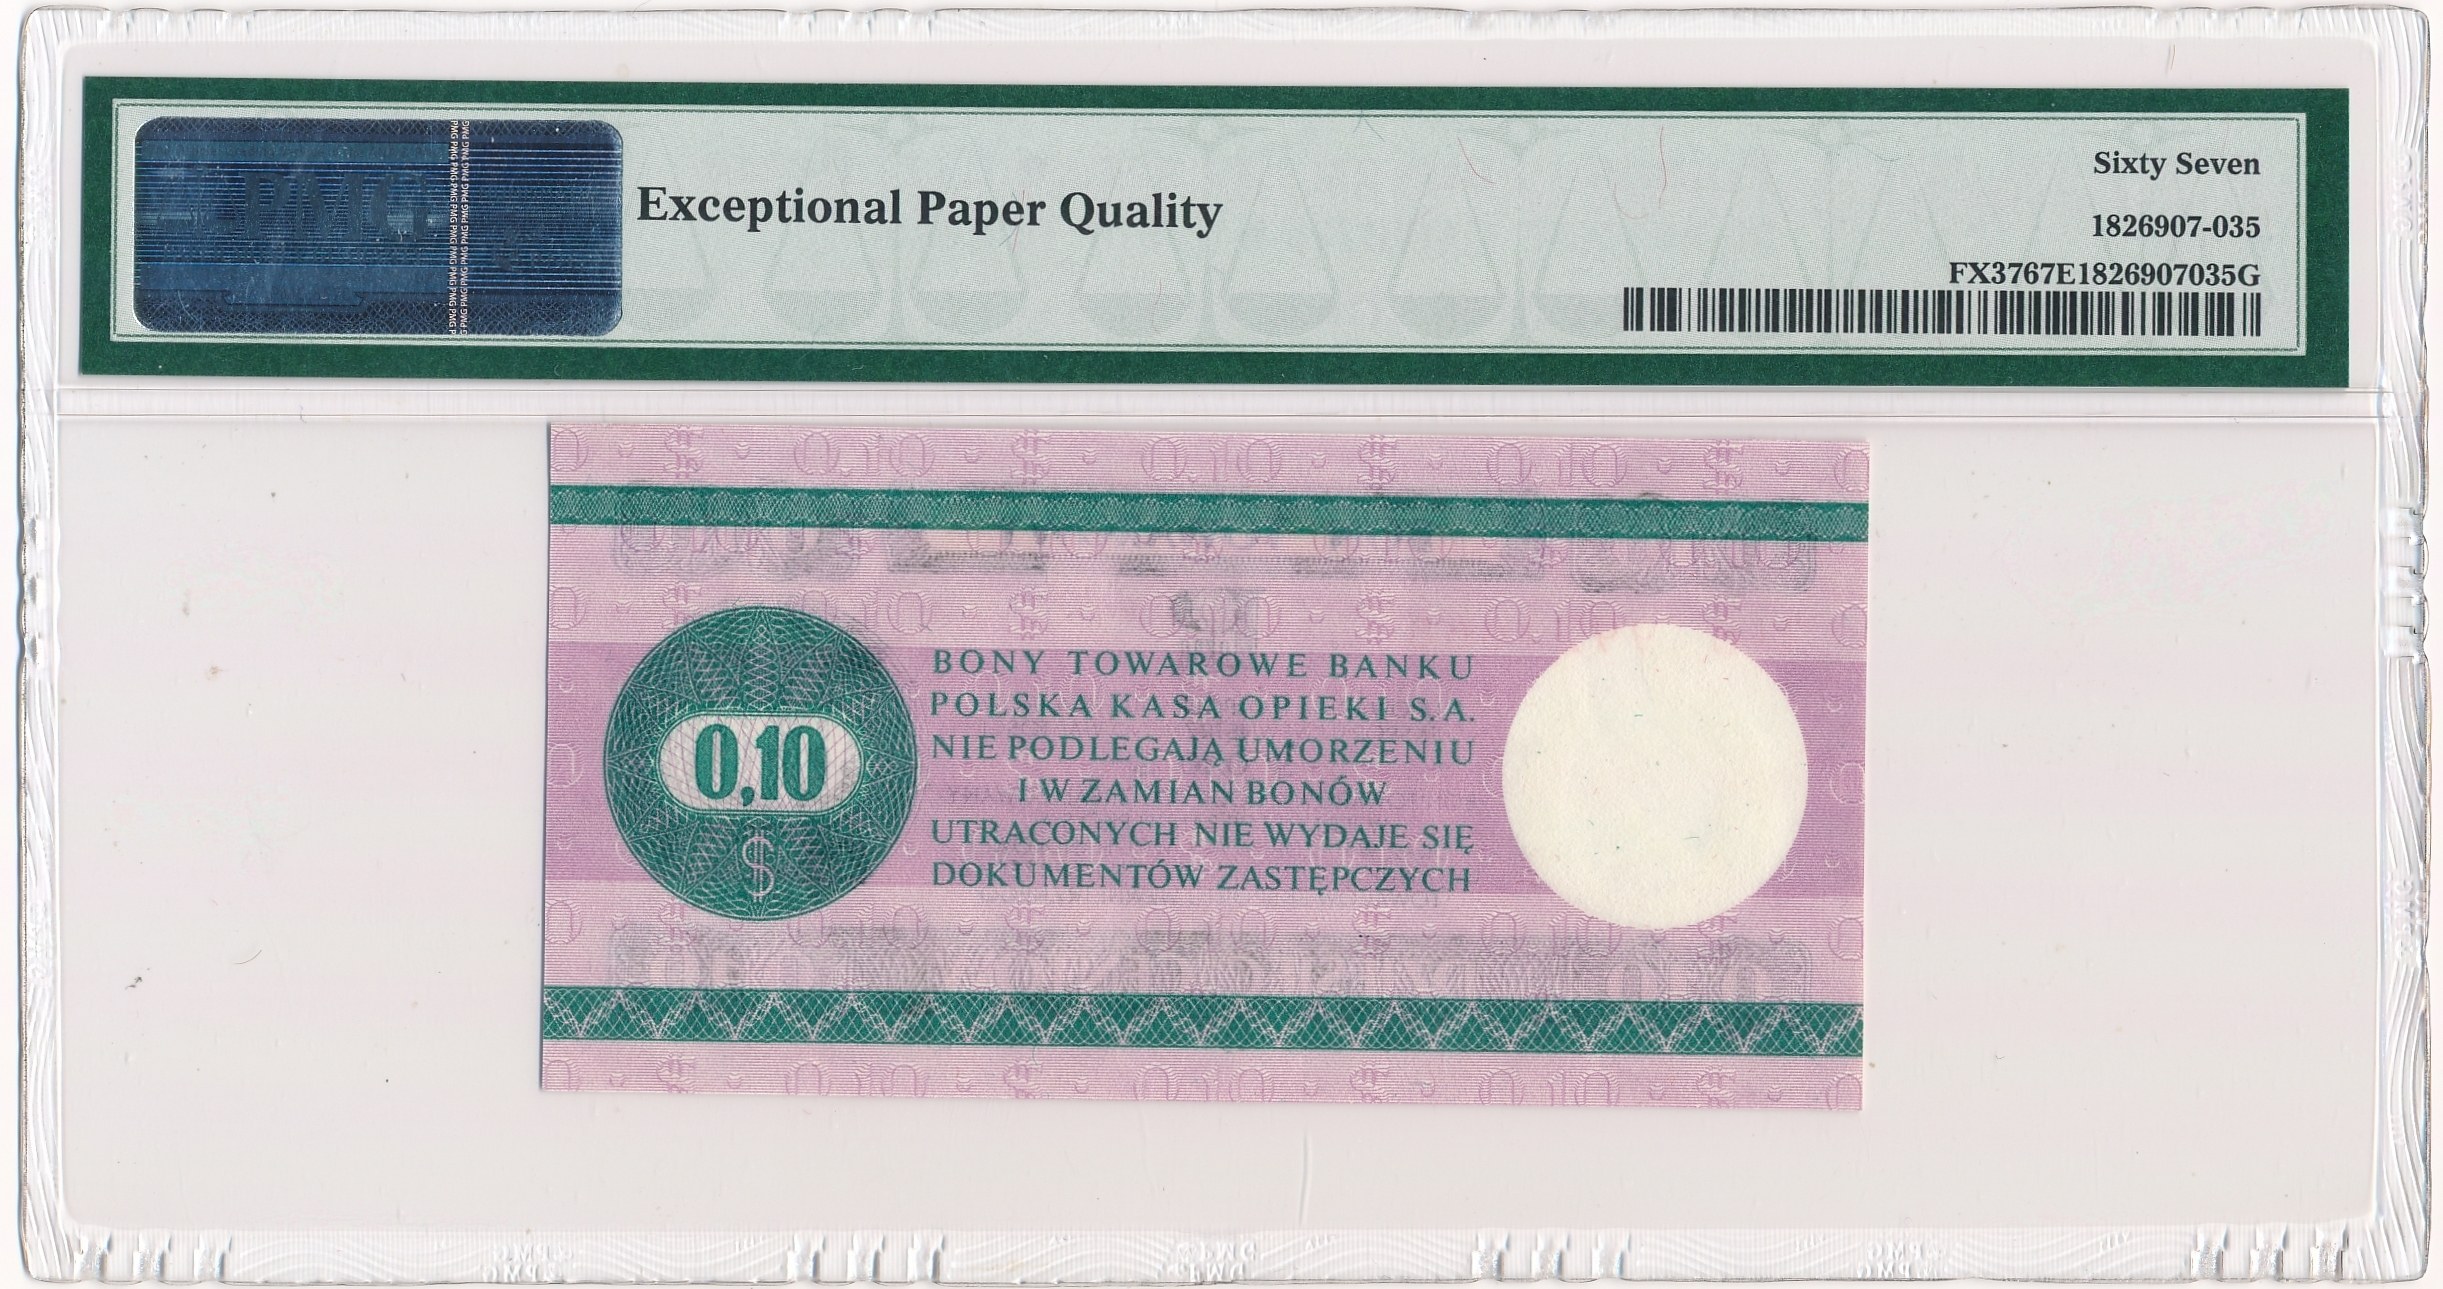 PMG
Exceptional Paper Quality
Sixty Seven
1826907-035
FX3767E1826907035G
BONY TOWAROWE BANKU
POLSKA KASA OPIEKI S.A.
NIE PODLEGAJĄ UMORZENIU
I W ZAMIAN BONÓW
UTRACONYCH NIE WYDAJE SIĘ
DOKUMENTÓW ZASTĘPCZYCH
0,10
$